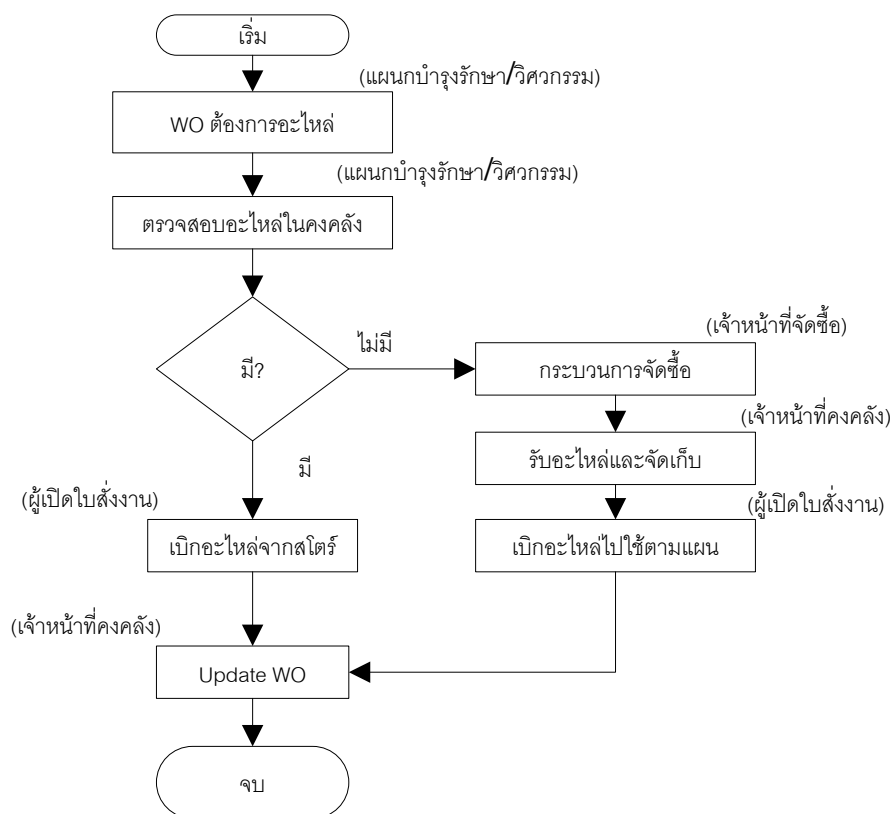 เริ่ม
(แผนกบำรุงรักษา/วิศวกรรม)
WO ต้องการอะไหล่
(แผนกบำรุงรักษา/วิศวกรรม)
ตรวจสอบอะไหล่ในคงคลัง
มี?
ไม่มี
(เจ้าหน้าที่จัดซื้อ)
กระบวนการจัดซื้อ
(เจ้าหน้าที่คงคลัง)
รับอะไหล่และจัดเก็บ
มี
(ผู้เปิดใบสั่งงาน)
เบิกอะไหล่จากสโตร์
(ผู้เปิดใบสั่งงาน)
เบิกอะไหล่ไปใช้ตามแผน
(เจ้าหน้าที่คงคลัง)
Update WO
จบ